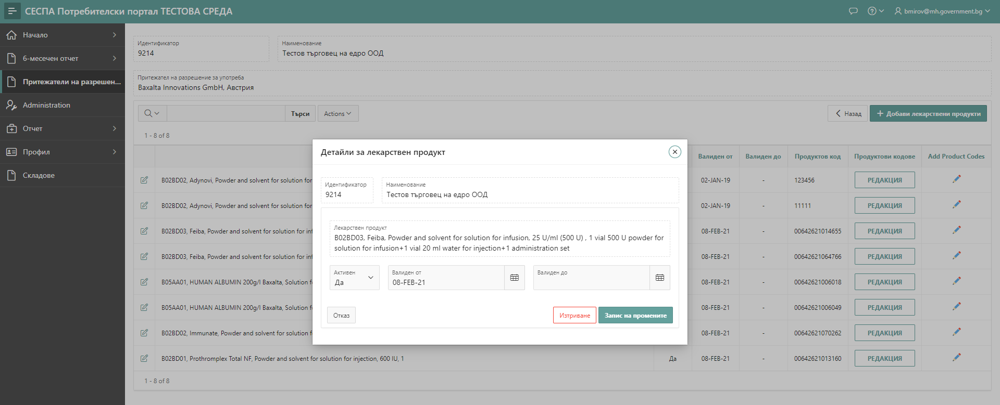 СЕСПА Потребителски портал ТЕСТОВА СРЕДА
bmirov@mh.government.bg
Начало
6-месечен отчет
Притежатели на разрешен...
Administration
Отчет
Профил
Складове
Идентификатор
9214
Наименование
Тестов търговец на едро ООД
Притежател на разрешение за употреба
Baxalta Innovations GmbH, Австрия
Търси
Actions
Назад
Добави лекарствени продукти
1 - 8 of 8
Валиден от Валиден до Продуктов код Продуктови кодове Add Product Codes
B02BD02, Adynovi, Powder and solvent for solution for 02-JAN-19 - 123456 РЕДАКЦИЯ
B02BD02, Adynovi, Powder and solvent for solution for 02-JAN-19 - 11111 РЕДАКЦИЯ
B02BD03, Feiba, Powder and solvent for solution for inf 08-FEB-21 - 00642621014655 РЕДАКЦИЯ
B02BD03, Feiba, Powder and solvent for solution for inf 08-FEB-21 - 00642621064766 РЕДАКЦИЯ
B05AA01, HUMAN ALBUMIN 200g/l Baxalta, Solution f 08-FEB-21 - 00642621006018 РЕДАКЦИЯ
B05AA01, HUMAN ALBUMIN 200g/l Baxalta, Solution f 08-FEB-21 - 00642621006049 РЕДАКЦИЯ
B02BD02, Immunate, Powder and solvent for solution f 08-FEB-21 - 00642621070262 РЕДАКЦИЯ
B02BD01, Prothromplex Total NF, Powder and solvent for solution for injection, 600 IU, 1 Да 08-FEB-21 - 00642621013160 РЕДАКЦИЯ
1 - 8 of 8
Детайли за лекарствен продукт
Идентификатор
9214
Наименование
Тестов търговец на едро ООД
Лекарствен продукт
B02BD03, Feiba, Powder and solvent for solution for infusion, 25 U/ml (500 U) , 1 vial 500 U powder for
solution for infusion+1 vial 20 ml water for injection+1 administration set
Активен
Да
Валиден от
08-FEB-21
Валиден до
Отказ
Изтриване
Запис на промените